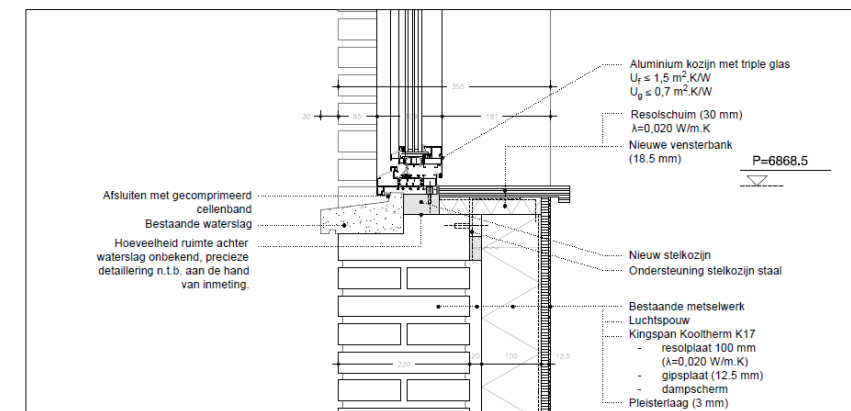 Aluminium kozijn met triple glas
Uf ≤ 1,5 m².K/W
Ug ≤ 0,7 m².K/W
355
30
65
181
Resolschuim (30 mm)
λ=0,020 W/m.K
Nieuwe vensterbank
(18.5 mm)
P=6868.5
Afsluiten met gecomprimeerd
cellenband
Bestaande waterslag
Hoeveelheid ruimte achter
waterslag onbekend, precieze
detaillering n.t.b. aan de hand
van inmeting.
Nieuw stelkozijn
Ondersteuning stelkozijn staal
Bestaande metselwerk
Luchtspouw
Kingspan Kooltherm K17
- resolplaat 100 mm
(λ=0,020 W/m.K)
- gipsplaat (12.5 mm)
- dampscherm
Pleisterlaag (3 mm)
220
20
100
12.5